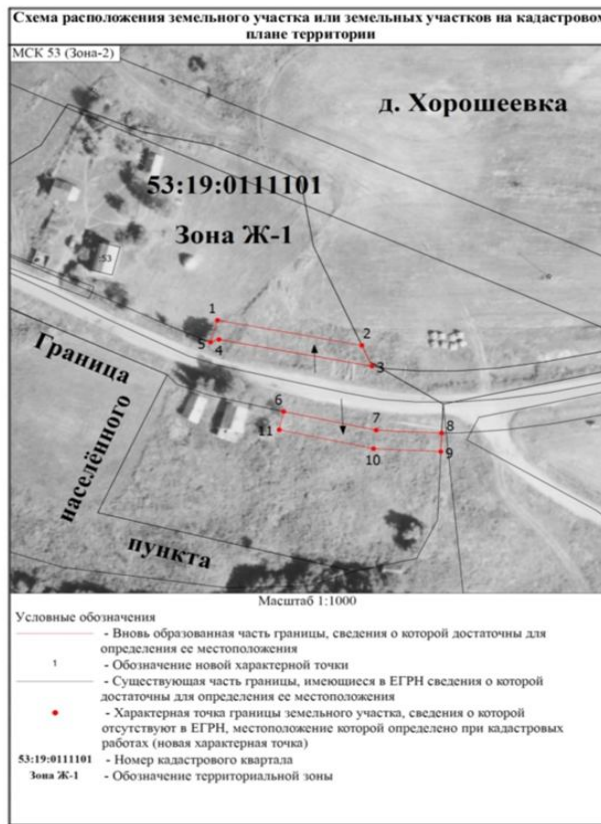 Схема расположения земельного участка или земельных участков на кадастровом
плане территории
МСК 53 (Зона-2)
д. Хорошеевка
53:19:0111101
Зона Ж-1
53
1
2
5
4
3
Граница
населённого
пункта
6
7
8
11
10
9
Масштаб 1:1000
Условные обозначения
- Вновь образованная часть границы, сведения о которой достаточны для
определения ее местоположения
1 - Обозначение новой характерной точки
- Существующая часть границы, имеющиеся в ЕГРН сведения о которой
достаточны для определения ее местоположения
- Характерная точка границы земельного участка, сведения о которой
отсутствуют в ЕГРН, местоположение которой определено при кадастровых
работах (новая характерная точка)
53:19:0111101 - Номер кадастрового квартала
Зона Ж-1 - Обозначение территориальной зоны